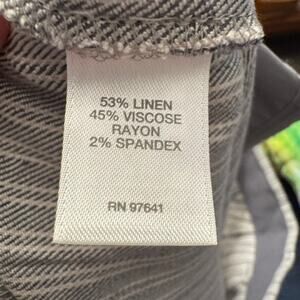 53% LINEN
45% VISCOSE
RAYON
2% SPANDEX
RN 97641